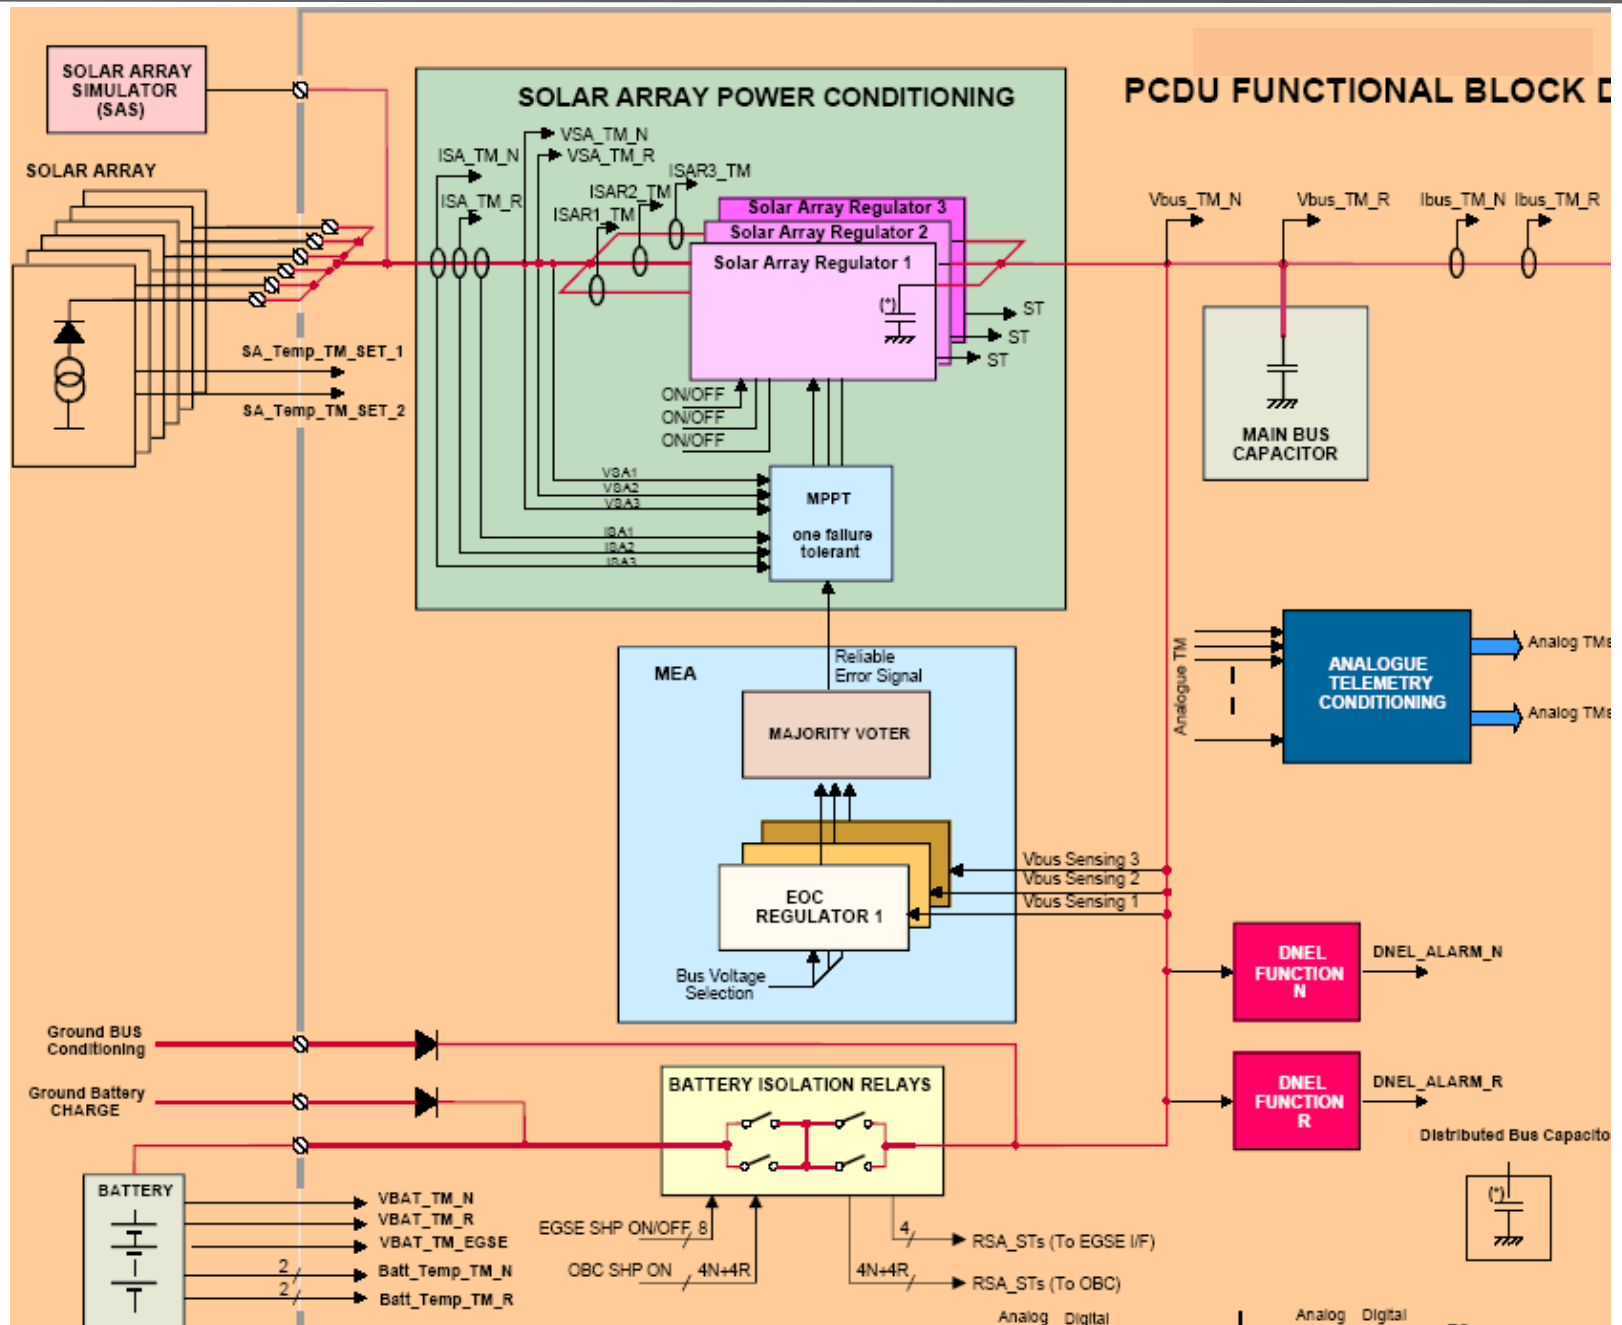 SOLAR ARRAY
SIMULATOR
(SAS)
PCDU FUNCTIONAL BLOCK D
SOLAR ARRAY POWER CONDITIONING
SOLAR ARRAY
VSA_TM_N
VSA_TM_R
ISA_TM_N
ISA_TM_R
ISAR3_TM
ISAR2_TM
ISAR1_TM
Solar Array Regulator 3
Solar Array Regulator 2
Solar Array Regulator 1
(*)
ST
ST
ST
Vbus_TM_N
Vbus_TM_R
Ibus_TM_N
Ibus_TM_R
SA_Temp_TM_SET_1
SA_Temp_TM_SET_2
ON/OFF
ON/OFF
ON/OFF
MAIN BUS
CAPACITOR
VSA1
VSA2
VSA3
ISA1
ISA2
ISA3
MPPT
one failure
tolerant
Reliable
Error Signal
MEA
MAJORITY VOTER
Analogue TM
ANALOGUE
TELEMETRY
CONDITIONING
Analog TMs
Analog TMs
Vbus Sensing 3
Vbus Sensing 2
Vbus Sensing 1
EOC
REGULATOR 1
Bus Voltage
Selection
DNEL
FUNCTION
N
DNEL_ALARM_N
DNEL
FUNCTION
R
DNEL_ALARM_R
Ground BUS
Conditioning
Ground Battery
CHARGE
BATTERY ISOLATION RELAYS
Distributed Bus Capacito
(*)
BATTERY
VBAT_TM_N
VBAT_TM_R
VBAT_TM_EGSE
2
Batt_Temp_TM_N
2
Batt_Temp_TM_R
EGSE SHP ON/OFF
8
OBC SHP ON
4N+4R
4
RSA_STs (To EGSE I/F)
4N+4R
RSA_STs (To OBC)
Analog Digital
Analog Digital